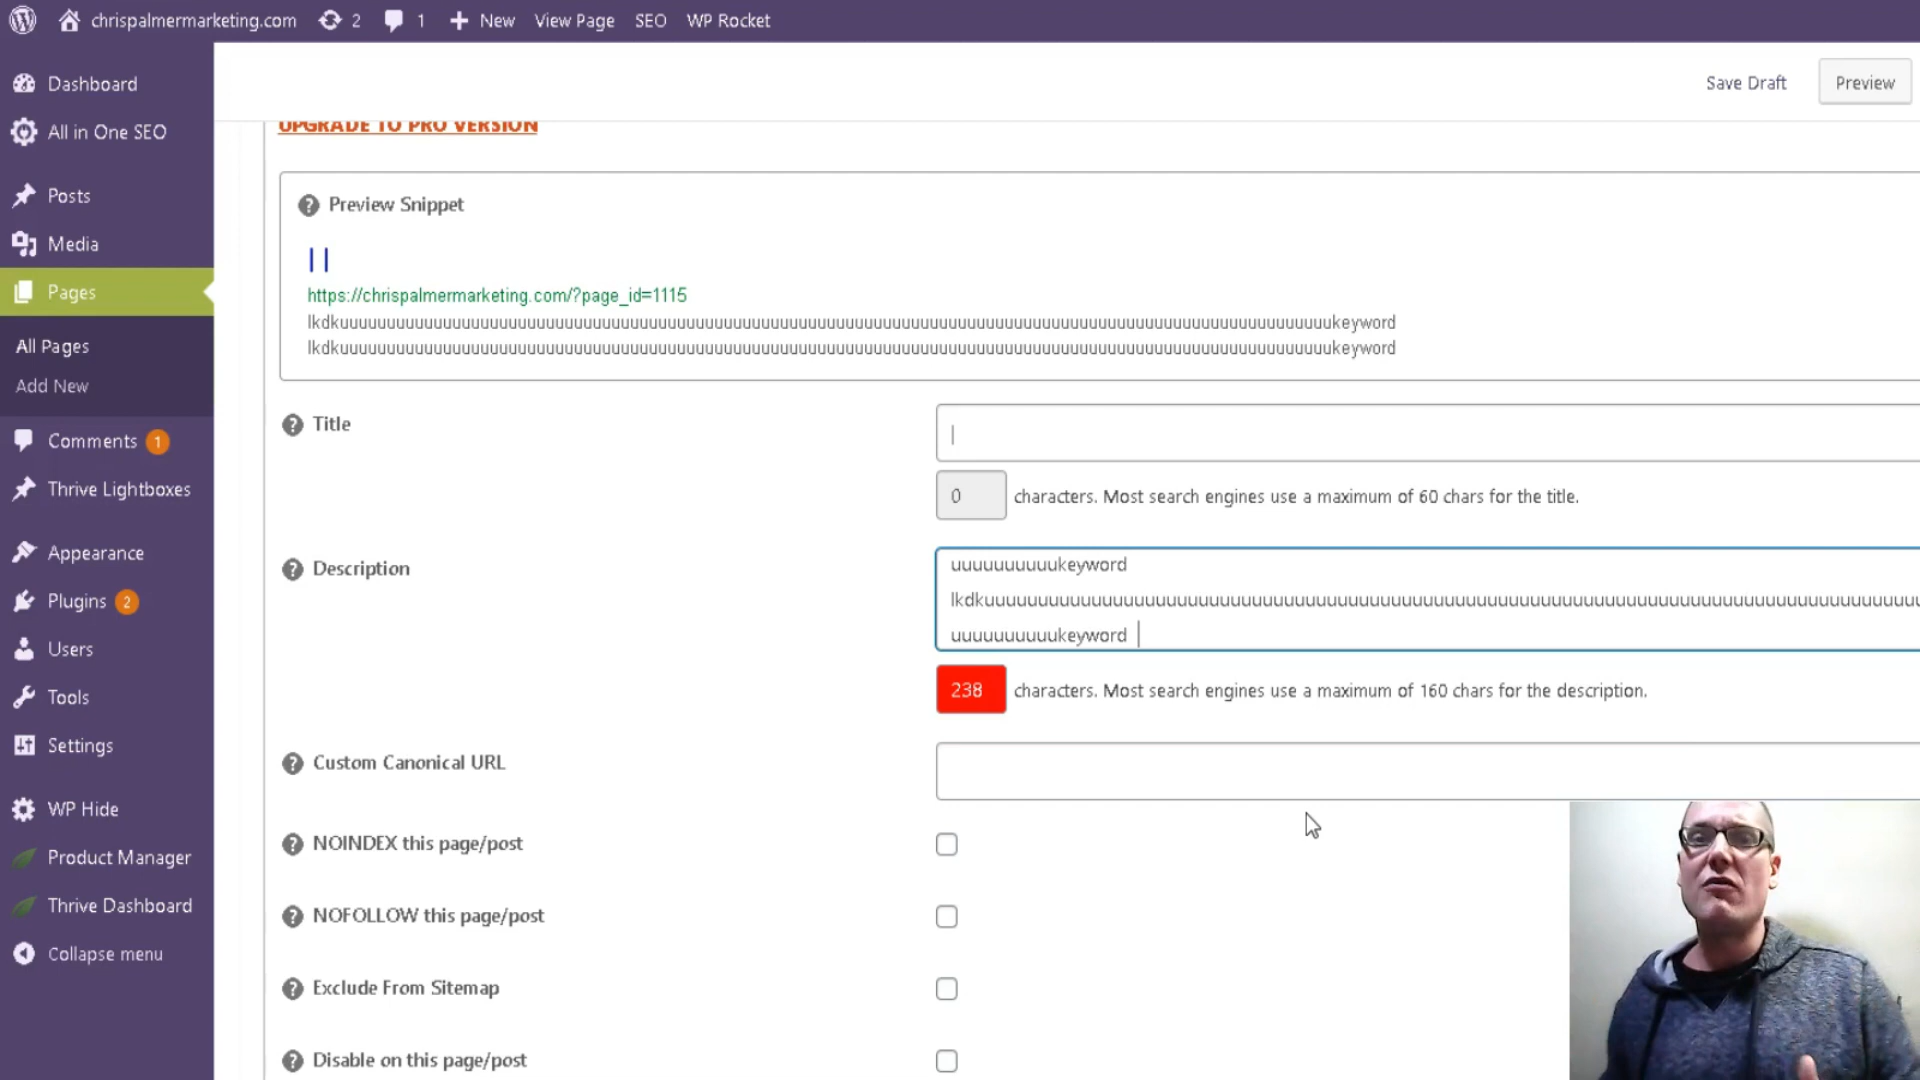 chrispalmermarketing.com 2 1 New View Page SEO WP Rocket
Dashboard
All in One SEO
Posts
Media
Pages
All Pages
Add New
Comments 1
Thrive Lightboxes
Appearance
Plugins 2
Users
Tools
Settings
WP Hide
Product Manager
Thrive Dashboard
Collapse menu
Save Draft Preview
UPGRADE TO PRO VERSION
Preview Snippet
| |
https://chrispalmermarketing.com/?page_id=1115
Title
|
0 characters. Most search engines use a maximum of 60 chars for the title.
Description
uuuuuuuuuukeyword
uuuuuuuuuukeyword
238 characters. Most search engines use a maximum of 160 chars for the description.
Custom Canonical URL
NOINDEX this page/post
NOFOLLOW this page/post
Exclude From Sitemap
Disable on this page/post